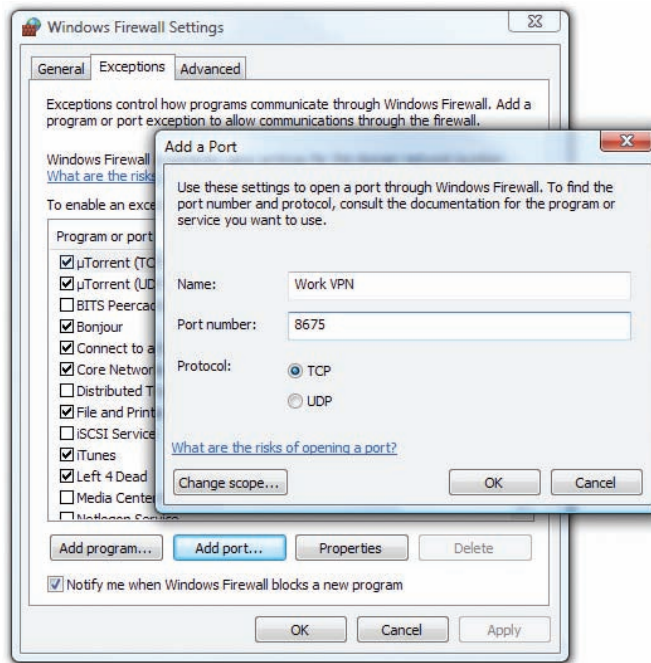 Windows Firewall Settings
General Exceptions Advanced
Exceptions control how programs communicate through Windows Firewall. Add a
program or port exception to allow communications through the firewall.
Windows Firewall
What are the risks
To enable an exce
Program or port
µTorrent (TC
µTorrent (UD
BITS Peercac
Bonjour
Connect to a
Core Networ
Distributed T
File and Print
iSCSI Service
iTunes
Left 4 Dead
Media Center
Netlogon Service
Add program... Add port... Properties Delete
Notify me when Windows Firewall blocks a new program
OK Cancel Apply
Add a Port
Use these settings to open a port through Windows Firewall. To find the
port number and protocol, consult the documentation for the program or
service you want to use.
Name: Work VPN
Port number: 8675
Protocol: TCP
UDP
What are the risks of opening a port?
Change scope... OK Cancel